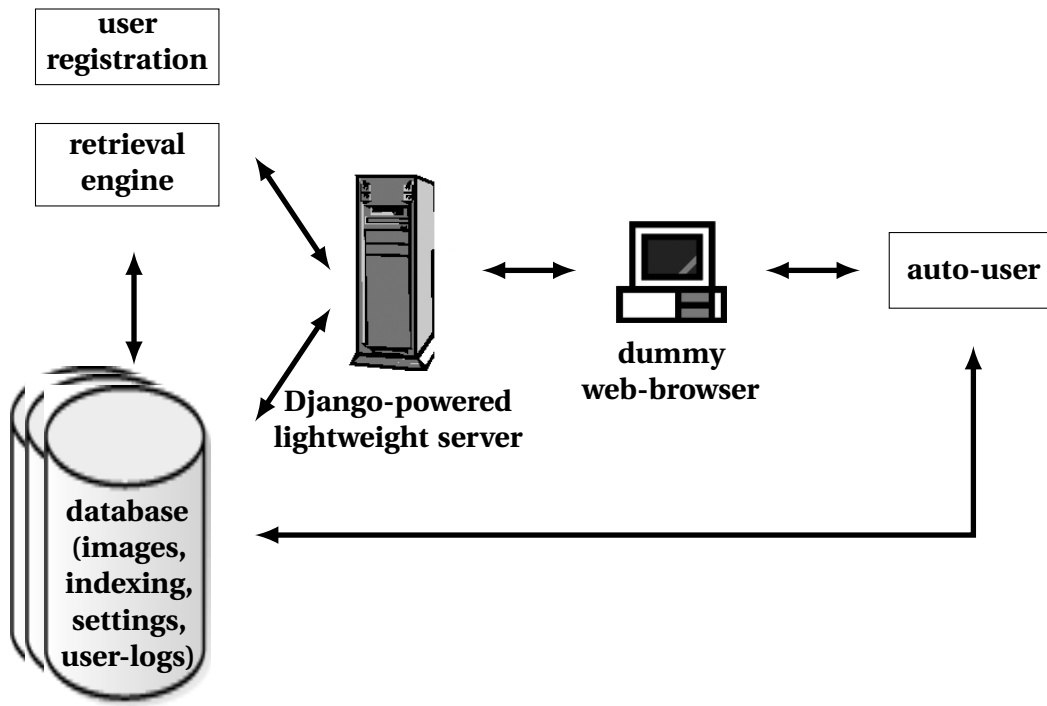 user
registration
retrieval
engine
auto-user
dummy
web-browser
Django-powered
lightweight server
database
(images,
indexing,
settings,
user-logs)